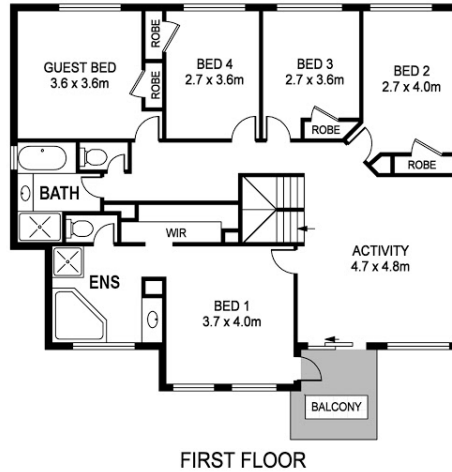 GUEST BED
3.6 x 3.6m
ROBE
ROBE
BED 4
2.7 x 3.6m
BED 3
2.7 x 3.6m
ROBE
BED 2
2.7 x 4.0m
ROBE
BATH
WIR
ENS
BED 1
3.7 x 4.0m
ACTIVITY
4.7 x 4.8m
BALCONY
FIRST FLOOR